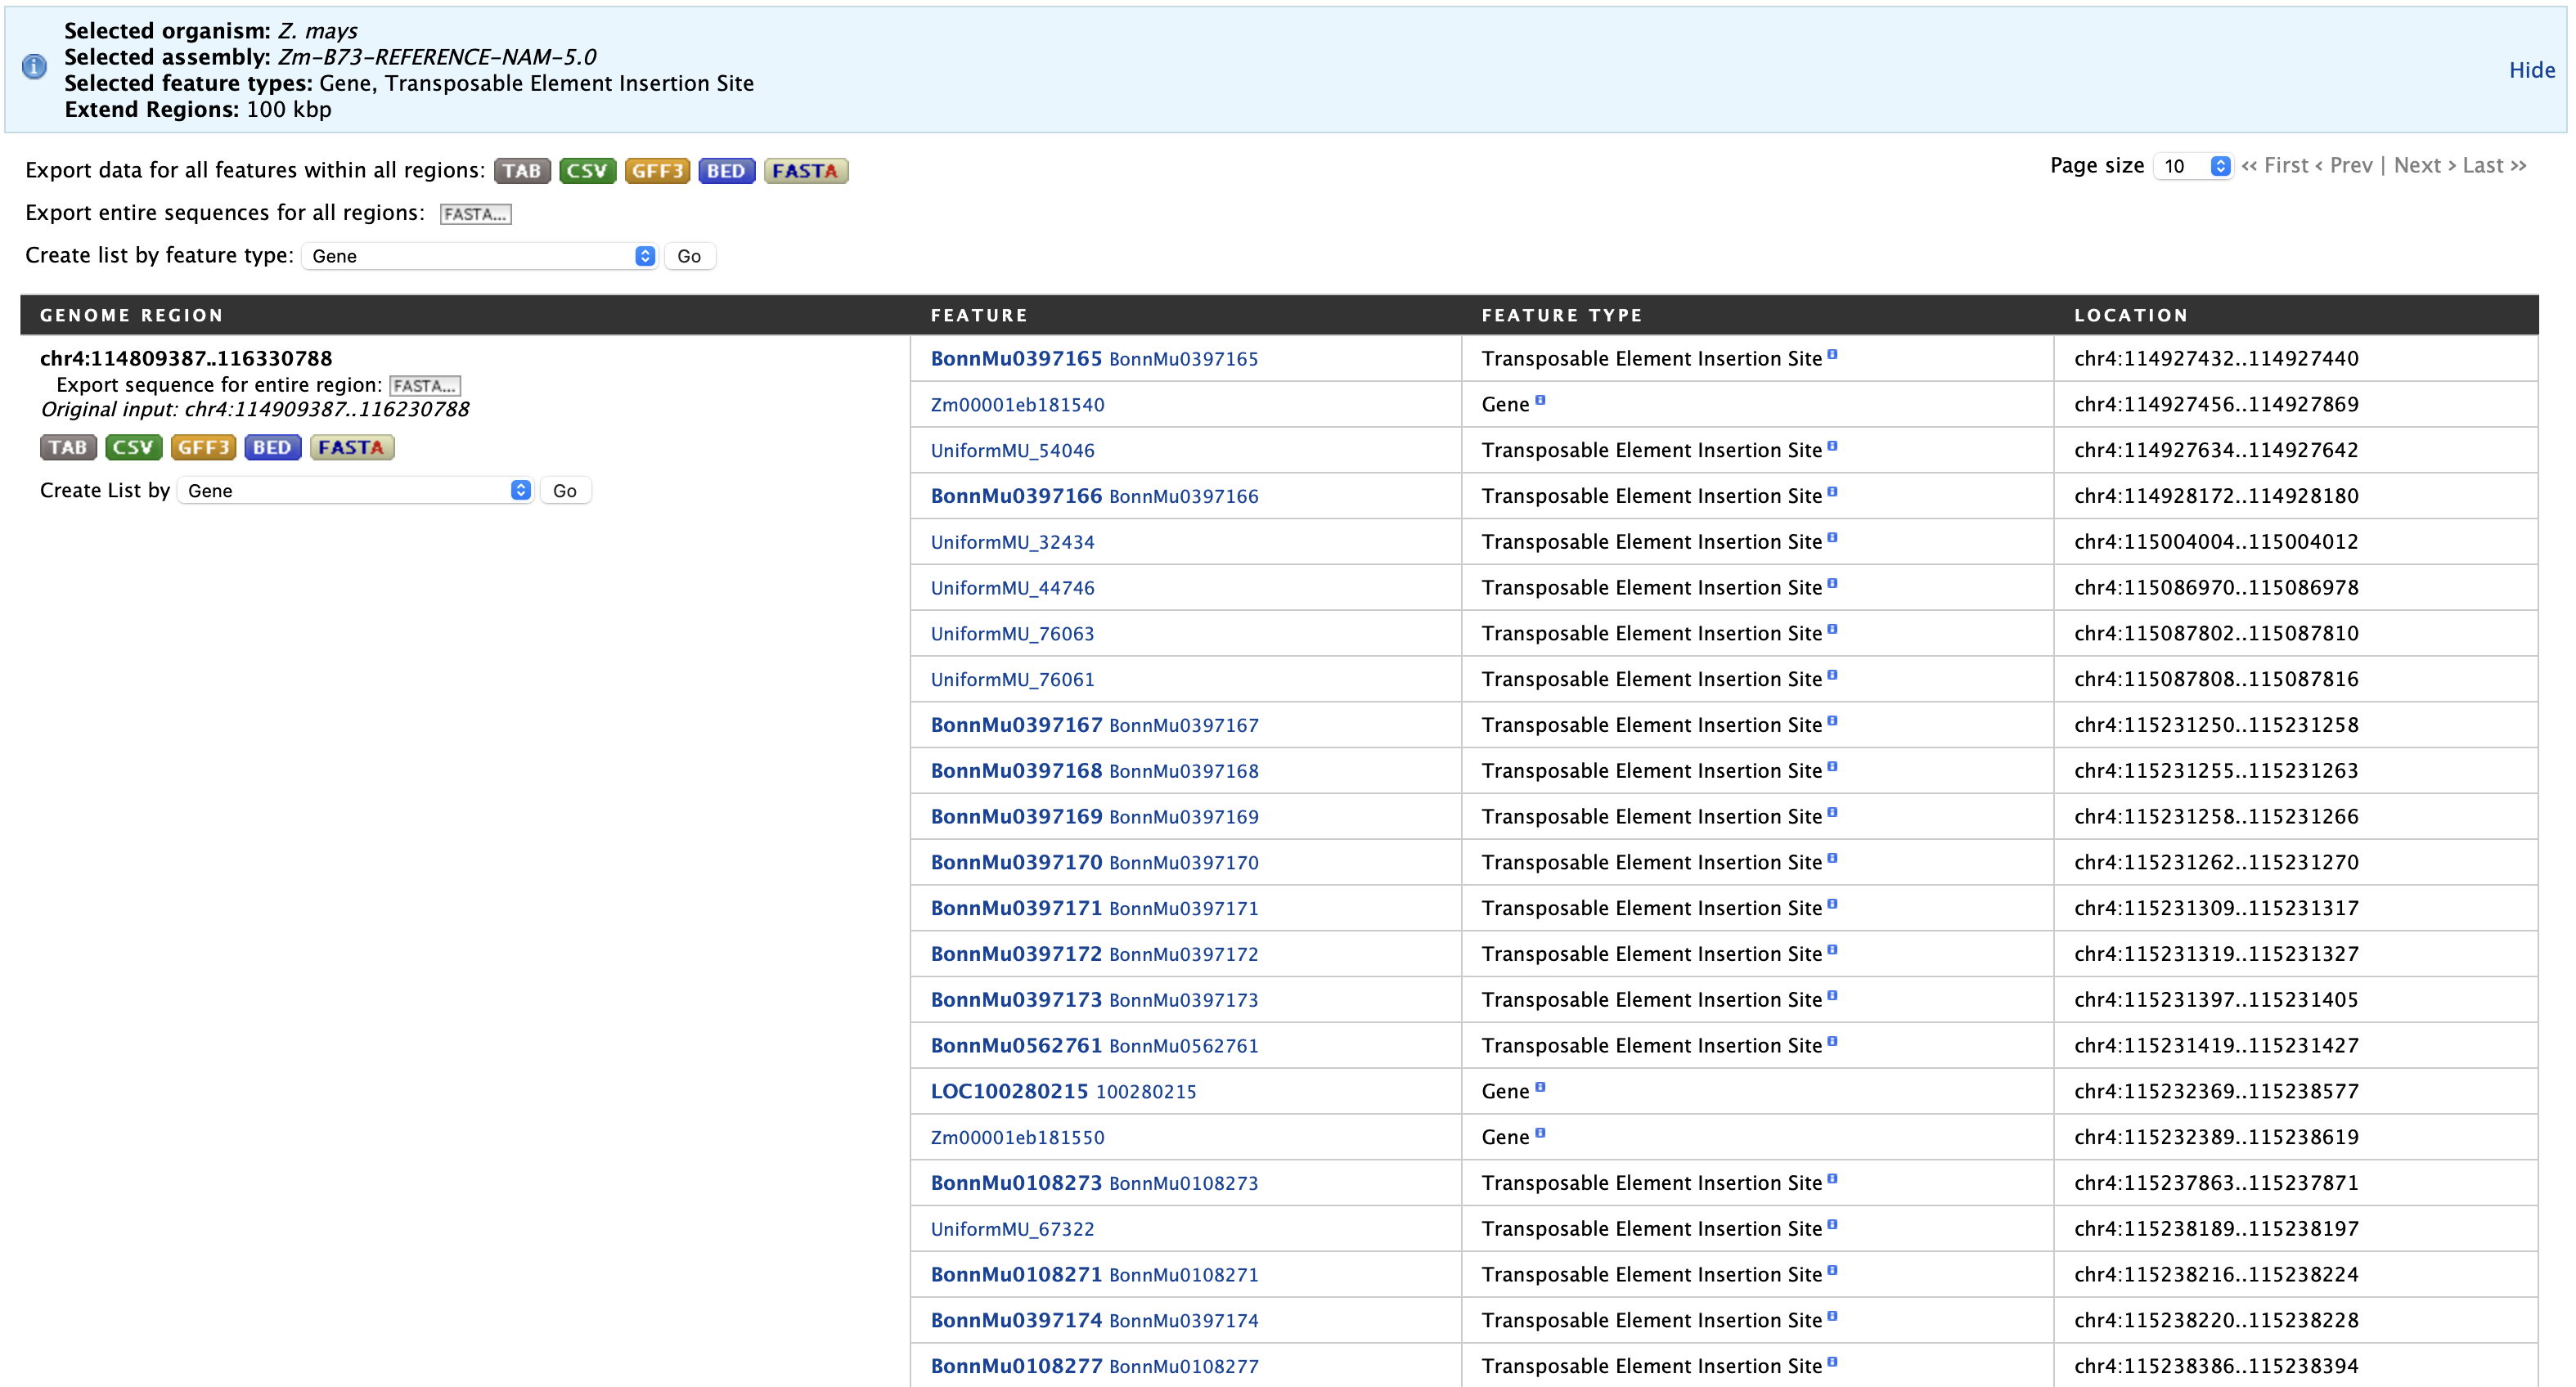 Selected organism: Z. mays
Selected assembly: Zm-B73-REFERENCE-NAM-5.0
Selected feature types: Gene, Transposable Element Insertion Site
Extend Regions: 100 kbp
Hide
Export data for all features within all regions: TAB CSV GFF3 BED FASTA
Page size 10 << First < Prev | Next > Last >>
Export entire sequences for all regions: FASTA...
Create list by feature type: Gene Go
GENOME REGION FEATURE FEATURE TYPE LOCATION
chr4:114809387..116330788
Export sequence for entire region: FASTA...
Original input: chr4:114909387..116230788
TAB CSV GFF3 BED FASTA
Create List by Gene Go
BonnMu0397165 BonnMu0397165 Transposable Element Insertion Site chr4:114927432..114927440
Zm00001eb181540 Gene chr4:114927456..114927869
UniformMU_54046 Transposable Element Insertion Site chr4:114927634..114927642
BonnMu0397166 BonnMu0397166 Transposable Element Insertion Site chr4:114928172..114928180
UniformMU_32434 Transposable Element Insertion Site chr4:115004004..115004012
UniformMU_44746 Transposable Element Insertion Site chr4:115086970..115086978
UniformMU_76063 Transposable Element Insertion Site chr4:115087802..115087810
UniformMU_76061 Transposable Element Insertion Site chr4:115087808..115087816
BonnMu0397167 BonnMu0397167 Transposable Element Insertion Site chr4:115231250..115231258
BonnMu0397168 BonnMu0397168 Transposable Element Insertion Site chr4:115231255..115231263
BonnMu0397169 BonnMu0397169 Transposable Element Insertion Site chr4:115231258..115231266
BonnMu0397170 BonnMu0397170 Transposable Element Insertion Site chr4:115231262..115231270
BonnMu0397171 BonnMu0397171 Transposable Element Insertion Site chr4:115231309..115231317
BonnMu0397172 BonnMu0397172 Transposable Element Insertion Site chr4:115231319..115231327
BonnMu0397173 BonnMu0397173 Transposable Element Insertion Site chr4:115231397..115231405
BonnMu0562761 BonnMu0562761 Transposable Element Insertion Site chr4:115231419..115231427
LOC100280215 100280215 Gene chr4:115232369..115238577
Zm00001eb181550 Gene chr4:115232389..115238619
BonnMu0108273 BonnMu0108273 Transposable Element Insertion Site chr4:115237863..115237871
UniformMU_67322 Transposable Element Insertion Site chr4:115238189..115238197
BonnMu0108271 BonnMu0108271 Transposable Element Insertion Site chr4:115238216..115238224
BonnMu0397174 BonnMu0397174 Transposable Element Insertion Site chr4:115238220..115238228
BonnMu0108277 BonnMu0108277 Transposable Element Insertion Site chr4:115238386..115238394